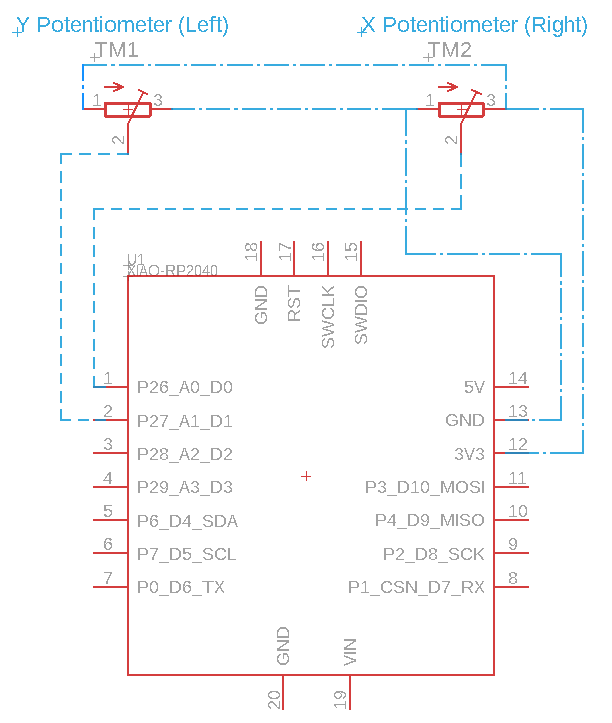 Y Potentiometer (Left)
X Potentiometer (Right)
TM1
TM2
1
3
2
1
3
2
U1
XIAO-RP2040
18
17
16
15
GND
RST
SWCLK
SWDIO
1
P26_A0_D0
5V
14
2
P27_A1_D1
GND
13
3
P28_A2_D2
3V3
12
4
P29_A3_D3
P3_D10_MOSI
11
5
P6_D4_SDA
P4_D9_MISO
10
6
P7_D5_SCL
P2_D8_SCK
9
7
P0_D6_TX
P1_CSN_D7_RX
8
GND
VIN
20
19